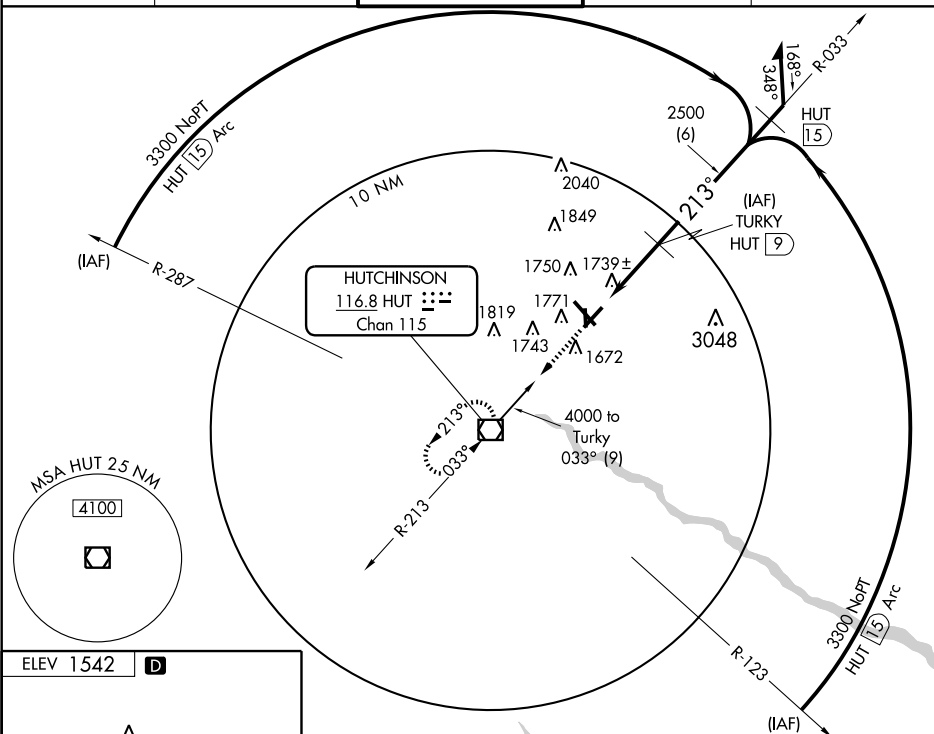 168°
348°
R-033
2500
(6)
HUT
15
3300 NoPT
HUT 15 Arc
2040
10 NM
213°
(IAF)
TURKY
HUT 9
1849
(IAF)
R-287
1750
1739±
HUTCHINSON
116.8 HUT
Chan 115
1819
1771
1743
1672
3048
213°
033°
4000 to
Turky
033° (9)
MSA HUT 25 NM
4100
R-213
3300 NoPT
HUT 15 Arc
R-123
(IAF)
ELEV 1542 D